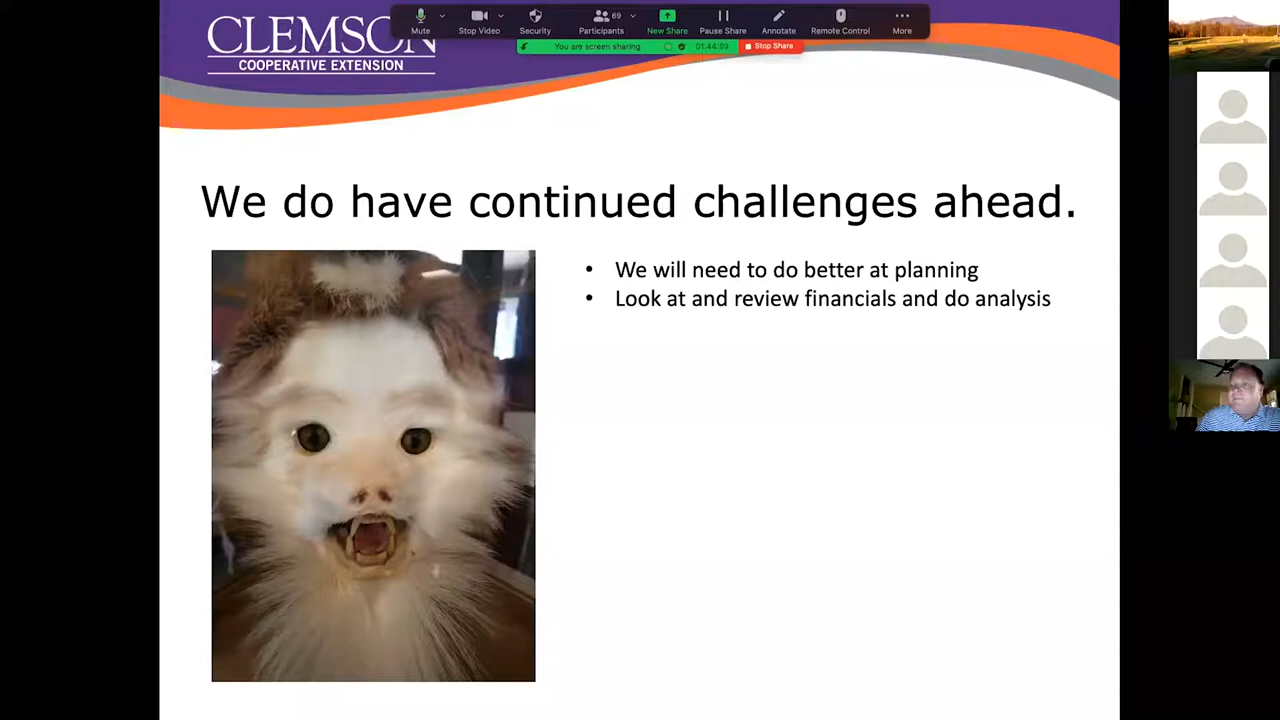 CLEMSON
COOPERATIVE EXTENSION
Mute
Stop Video
Security
69
Participants
New Share
Pause Share
Annotate
Remote Control
More
You are screen sharing
Stop Share
We do have continued challenges ahead.
• We will need to do better at planning
• Look at and review financials and do analysis